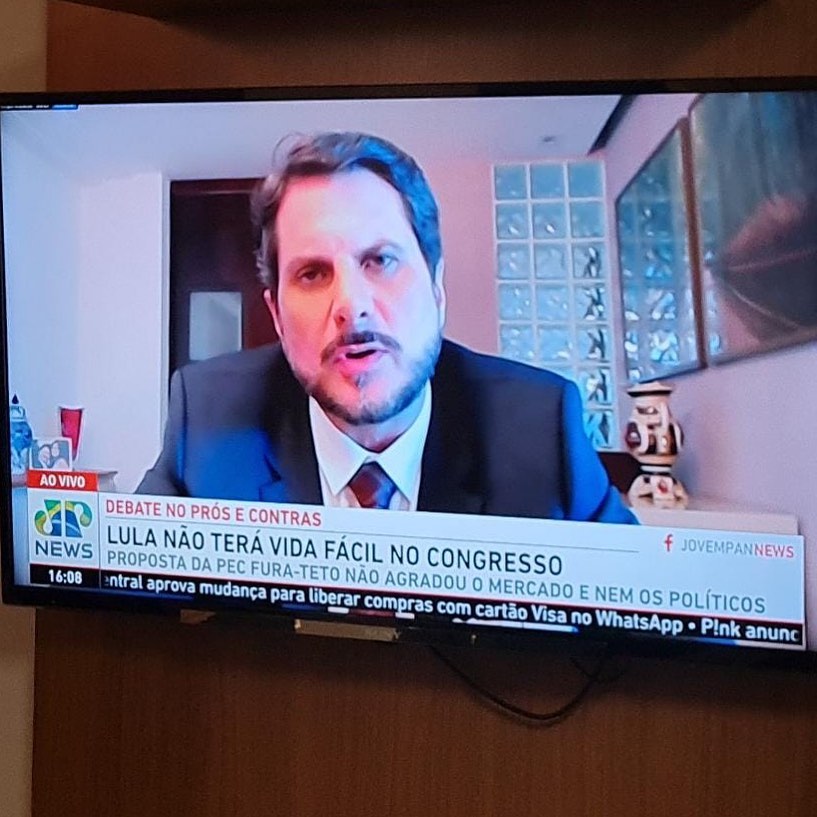 AO VIVO
JP
NEWS
DEBATE NO PRÓS E CONTRAS
LULA NÃO TERÁ VIDA FÁCIL NO CONGRESSO
f JOVEMPANNEWS
PROPOSTA DA PEC FURA-TETO NÃO AGRADOU O MERCADO E NEM OS POLÍTICOS
16:08
entral aprova mudança para liberar compras com cartão Visa no WhatsApp • P!nk anunc